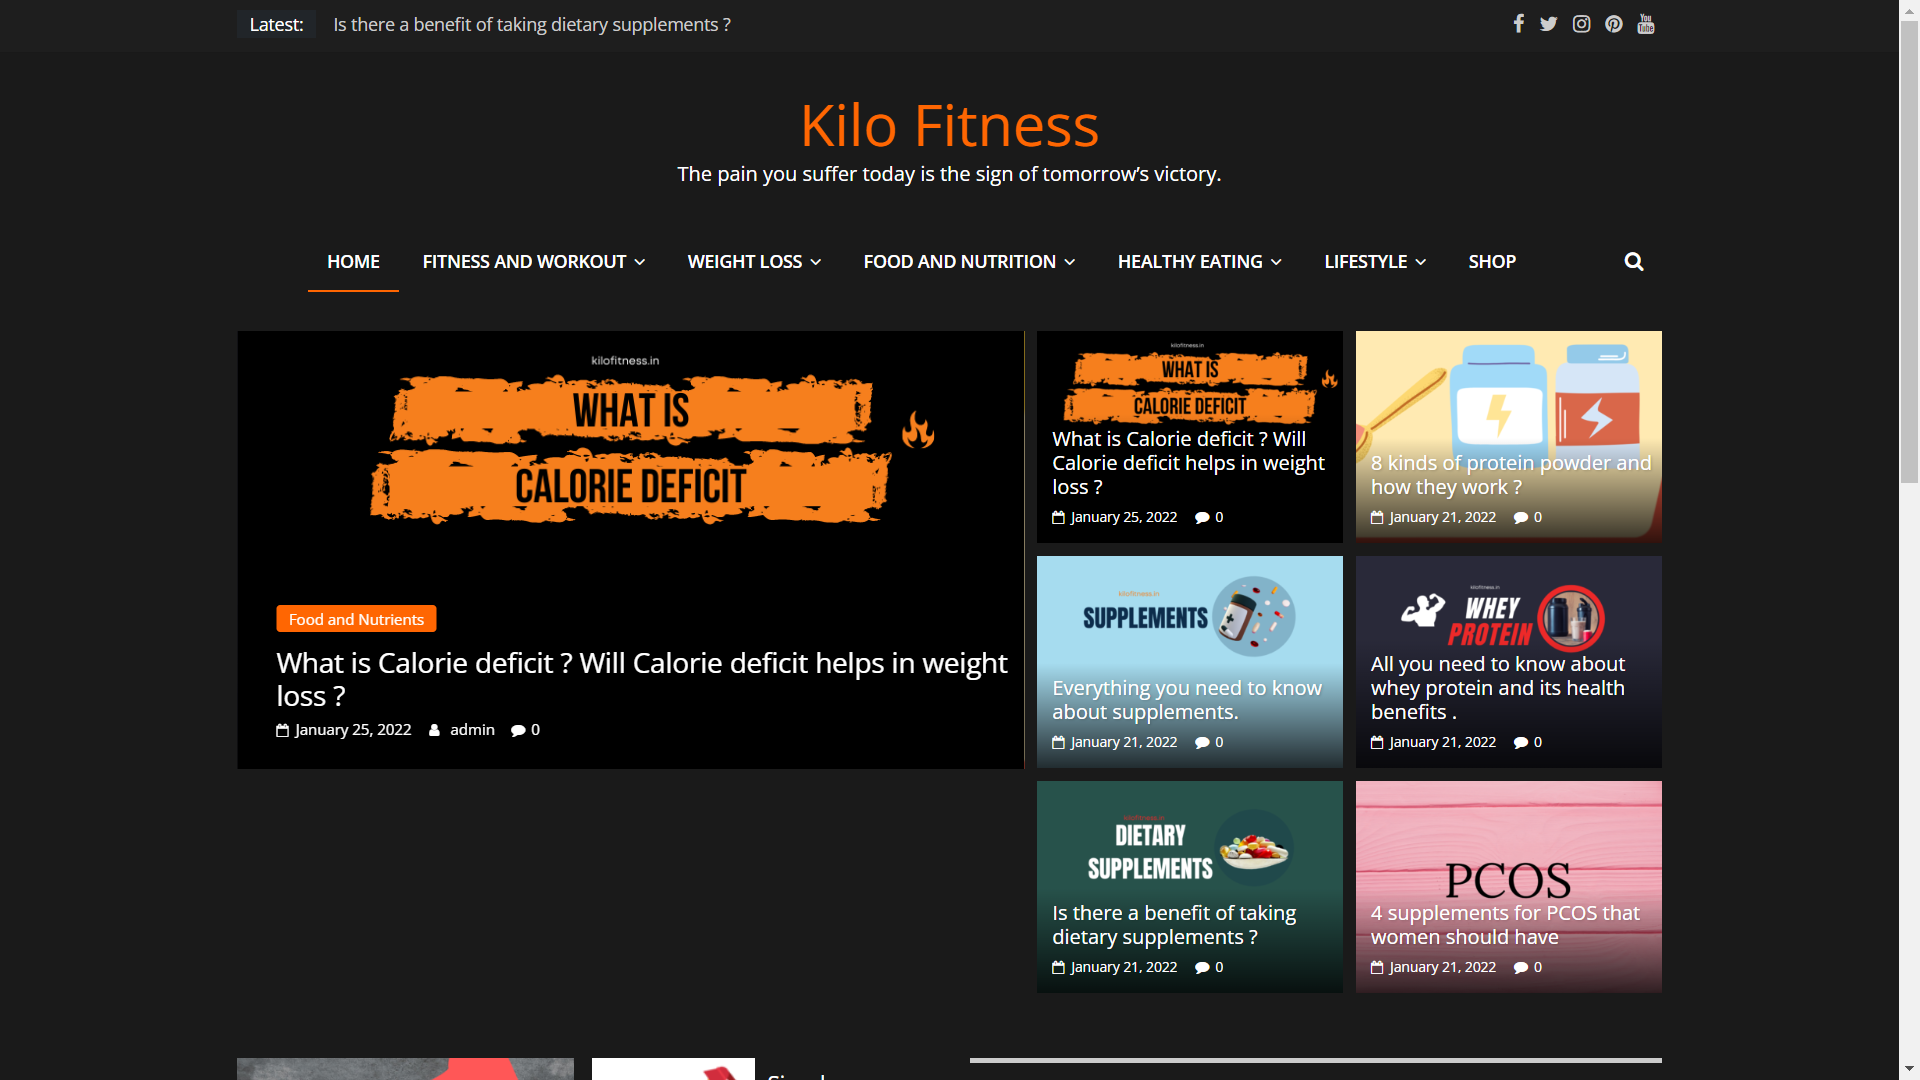 Latest:
Is there a benefit of taking dietary supplements ?
Kilo Fitness
The pain you suffer today is the sign of tomorrow’s victory.
HOME
FITNESS AND WORKOUT
WEIGHT LOSS
FOOD AND NUTRITION
HEALTHY EATING
LIFESTYLE
SHOP
kilofitness.in
WHAT IS
CALORIE DEFICIT
Food and Nutrients
What is Calorie deficit ? Will Calorie deficit helps in weight
loss ?
January 25, 2022 admin 0
kilofitness.in
WHAT IS
CALORIE DEFICIT
What is Calorie deficit ? Will
Calorie deficit helps in weight
loss ?
January 25, 2022 0
8 kinds of protein powder and
how they work ?
January 21, 2022 0
kilofitness.in
SUPPLEMENTS
Everything you need to know
about supplements.
January 21, 2022 0
kilofitness.in
WHEY
PROTEIN
All you need to know about
whey protein and its health
benefits .
January 21, 2022 0
kilofitness.in
DIETARY
SUPPLEMENTS
Is there a benefit of taking
dietary supplements ?
January 21, 2022 0
PCOS
4 supplements for PCOS that
women should have
January 21, 2022 0